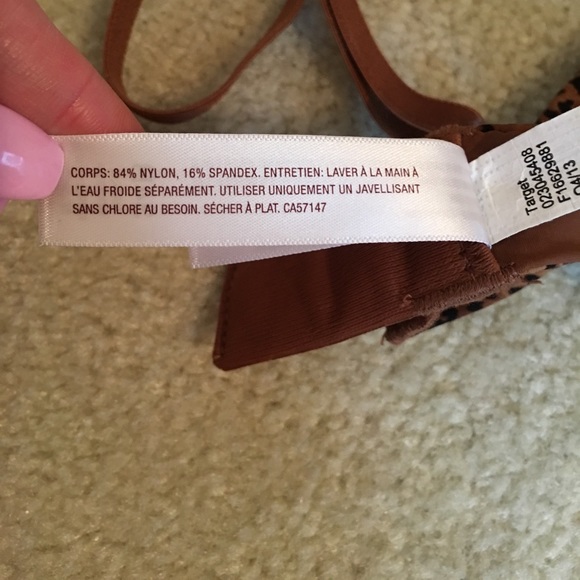 CORPS: 84% NYLON, 16% SPANDEX. ENTRETIEN: LAVER À LA MAIN À
L'EAU FROIDE SÉPARÉMENT. UTILISER UNIQUEMENT UN JAVELLISANT
SANS CHLORE AU BESOIN. SÉCHER À PLAT. CA57147
Target
023045408
F16629881
04/13